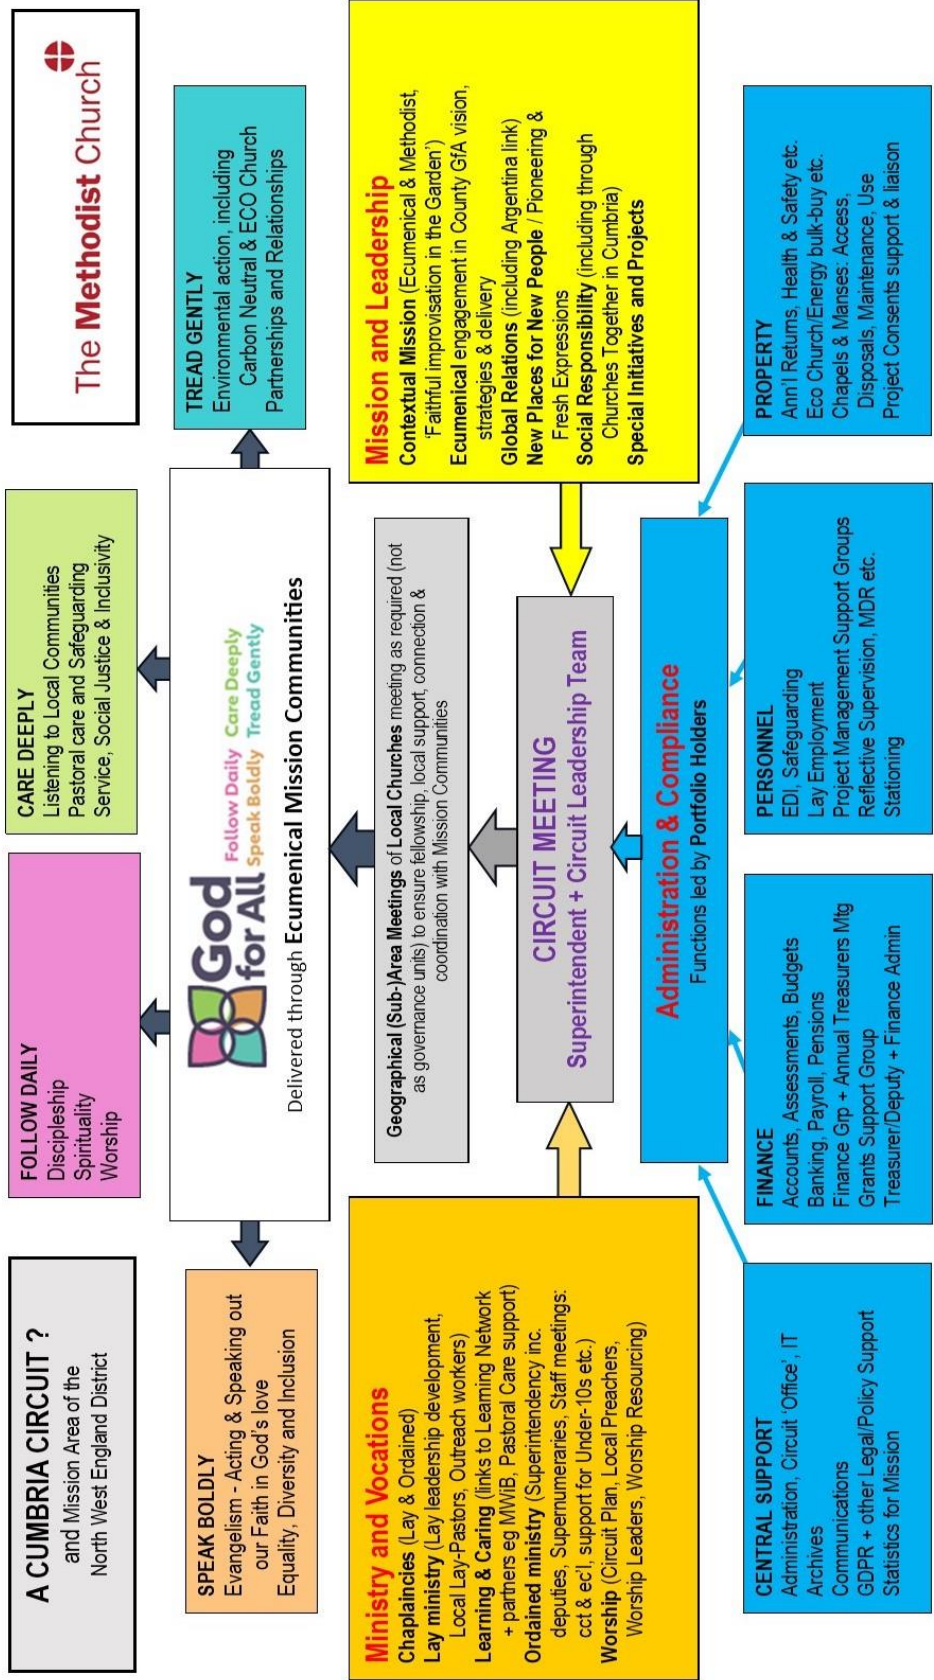 A CUMBRIA CIRCUIT ?
and Mission Area of the
North West England District
FOLLOW DAILY
Discipleship
Spirituality
Worship
CARE DEEPLY
Listening to Local Communities
Pastoral care and Safeguarding
Service, Social Justice & Inclusivity
The Methodist Church
SPEAK BOLDLY
Evangelism - Acting & Speaking out
our Faith in God's love
Equality, Diversity and Inclusion
God for All
Follow Daily Care Deeply
Speak Boldly Tread Gently
Delivered through Ecumenical Mission Communities
TREAD GENTLY
Environmental action, including
Carbon Neutral & ECO Church
Partnerships and Relationships
Ministry and Vocations
Chaplaincies (Lay & Ordained)
Lay ministry (Lay leadership development,
Local Lay-Pastors, Outreach workers)
Learning & Caring (links to Learning Network
+ partners eg MWiB, Pastoral Care support)
Ordained ministry (Superintendency inc.
deputies, Supernumeraries, Staff meetings:
cct & ec!, support for Under-10s etc.)
Worship (Circuit Plan, Local Preachers,
Worship Leaders, Worship Resourcing)
Geographical (Sub-)Area Meetings of Local Churches meeting as required (not
as governance units) to ensure fellowship, local support, connection &
coordination with Mission Communities
CIRCUIT MEETING
Superintendent + Circuit Leadership Team
Mission and Leadership
Contextual Mission (Ecumenical & Methodist,
‘Faithful improvisation in the Garden’)
Ecumenical engagement in County GfA vision,
strategies & delivery
Global Relations (including Argentina link)
New Places for New People / Pioneering &
Fresh Expressions
Social Responsibility (including through
Churches Together in Cumbria)
Special Initiatives and Projects
Administration & Compliance
Functions led by Portfolio Holders
CENTRAL SUPPORT
Administration, Circuit ‘Office’, IT
Archives
Communications
GDPR + other Legal/Policy Support
Statistics for Mission
FINANCE
Accounts, Assessments, Budgets
Banking, Payroll, Pensions
Finance Grp + Annual Treasurers Mtg
Grants Support Group
Treasurer/Deputy + Finance Admin
PERSONNEL
EDI, Safeguarding
Lay Employment
Project Management Support Groups
Reflective Supervision, MDR etc.
Stationing
PROPERTY
Ann'l Returns, Health & Safety etc.
Eco Church/Energy bulk-buy etc.
Chapels & Manses: Access,
Disposals, Maintenance, Use
Project Consents support & liaison